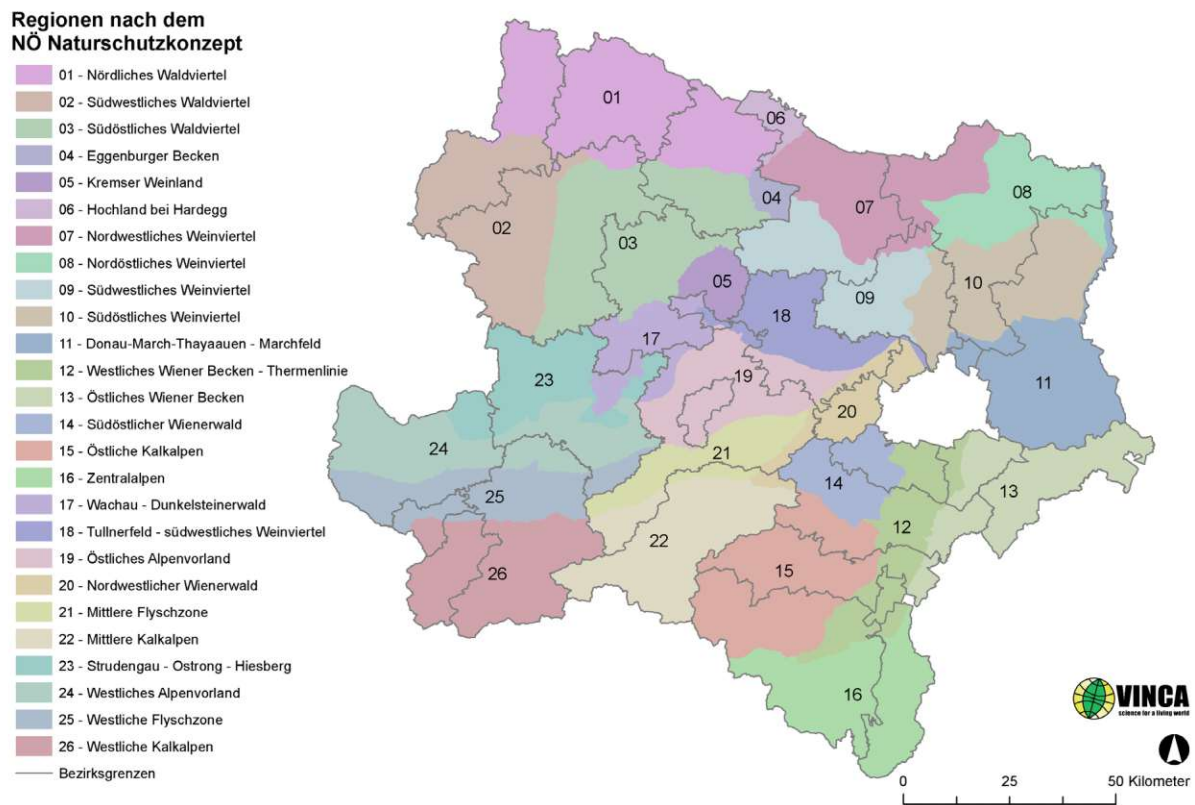 Regionen nach dem
NÖ Naturschutzkonzept
01 - Nördliches Waldviertel
02 - Südwestliches Waldviertel
03 - Südöstliches Waldviertel
04 - Eggenburger Becken
05 - Kremser Weinland
06 - Hochland bei Hardegg
07 - Nordwestliches Weinviertel
08 - Nordöstliches Weinviertel
09 - Südwestliches Weinviertel
10 - Südöstliches Weinviertel
11 - Donau-March-Thayaauen - Marchfeld
12 - Westliches Wiener Becken - Thermenlinie
13 - Östliches Wiener Becken
14 - Südöstlicher Wienerwald
15 - Östliche Kalkalpen
16 - Zentralalpen
17 - Wachau - Dunkelsteinerwald
18 - Tullnerfeld - südwestliches Weinviertel
19 - Östliches Alpenvorland
20 - Nordwestlicher Wienerwald
21 - Mittlere Flyschzone
22 - Mittlere Kalkalpen
23 - Strudengau - Ostrong - Hiesberg
24 - Westliches Alpenvorland
25 - Westliche Flyschzone
26 - Westliche Kalkalpen
Bezirksgrenzen
01
06
04
08
02
07
03
05
10
09
18
17
19
23
11
20
24
21
25
14
13
12
22
26
15
16
VINCA
science for a living world
0 25 50 Kilometer